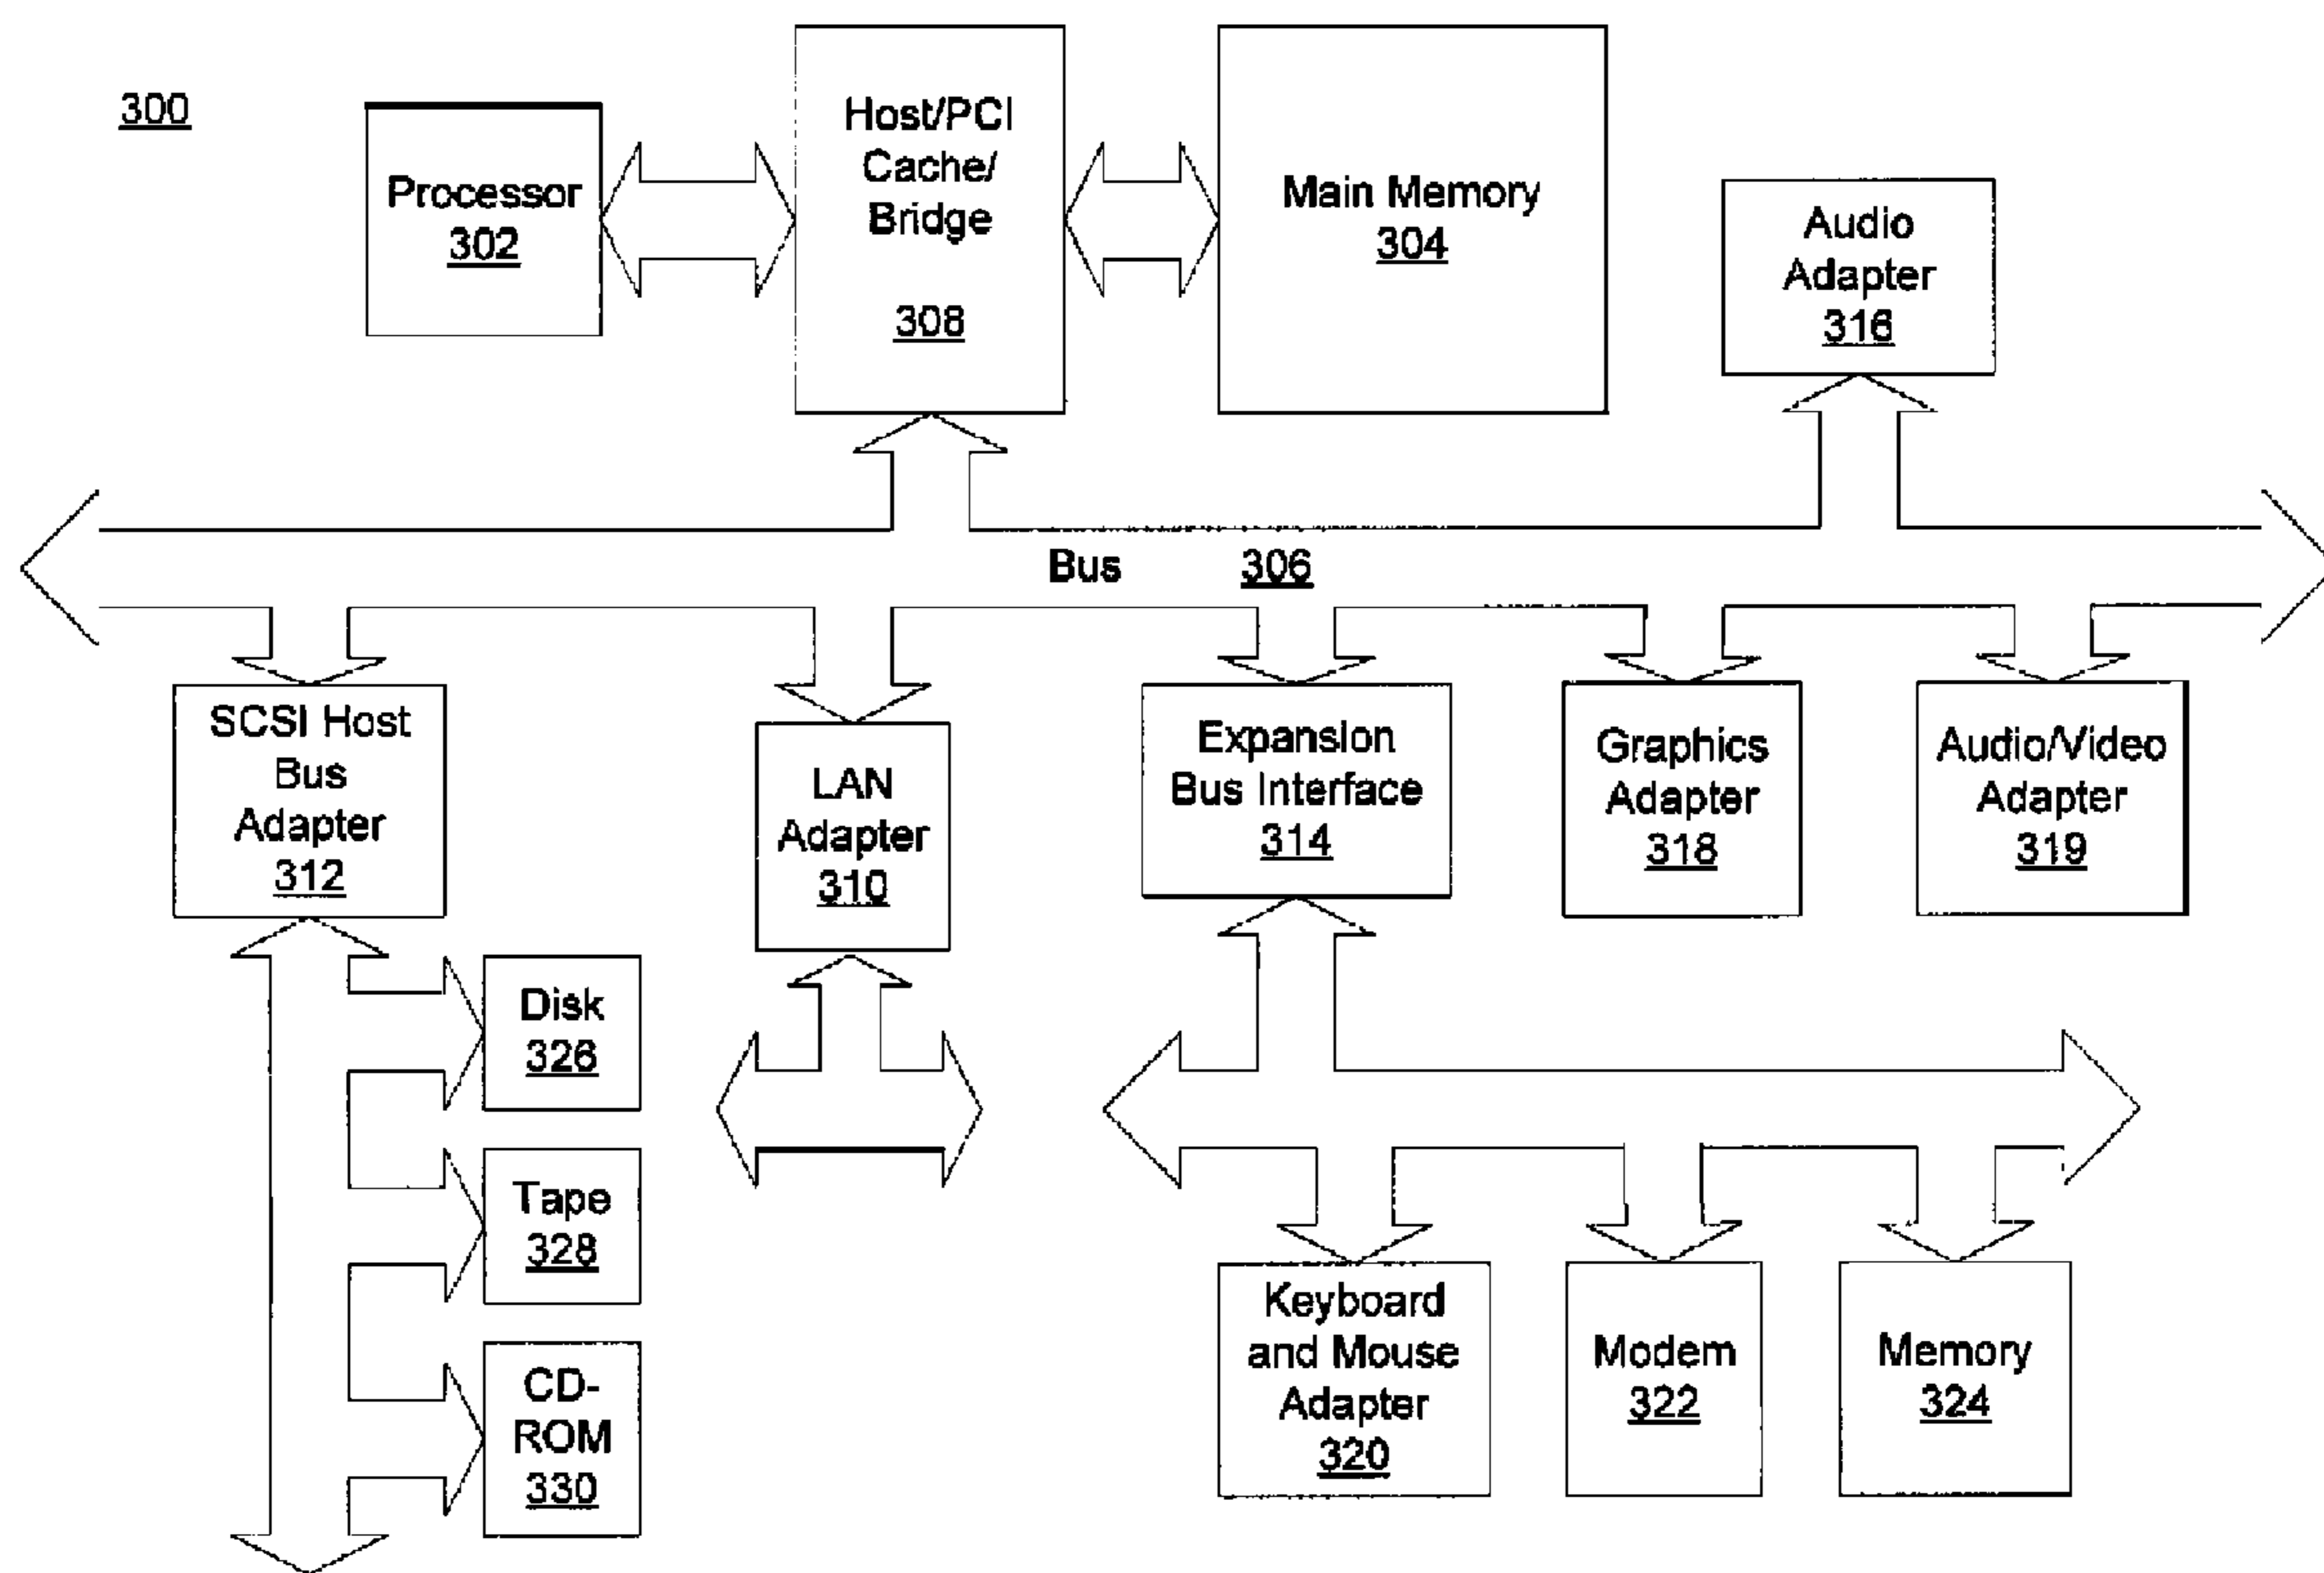 300
Processor
302
Host/PCI
Cache/
Bridge
308
Main Memory
304
Audio
Adapter
316
Bus 306
SCSI Host
Bus
Adapter
312
LAN
Adapter
310
Expansion
Bus Interface
314
Graphics
Adapter
318
Audio/Video
Adapter
319
Disk
326
Tape
328
CD-
ROM
330
Keyboard
and Mouse
Adapter
320
Modem
322
Memory
324